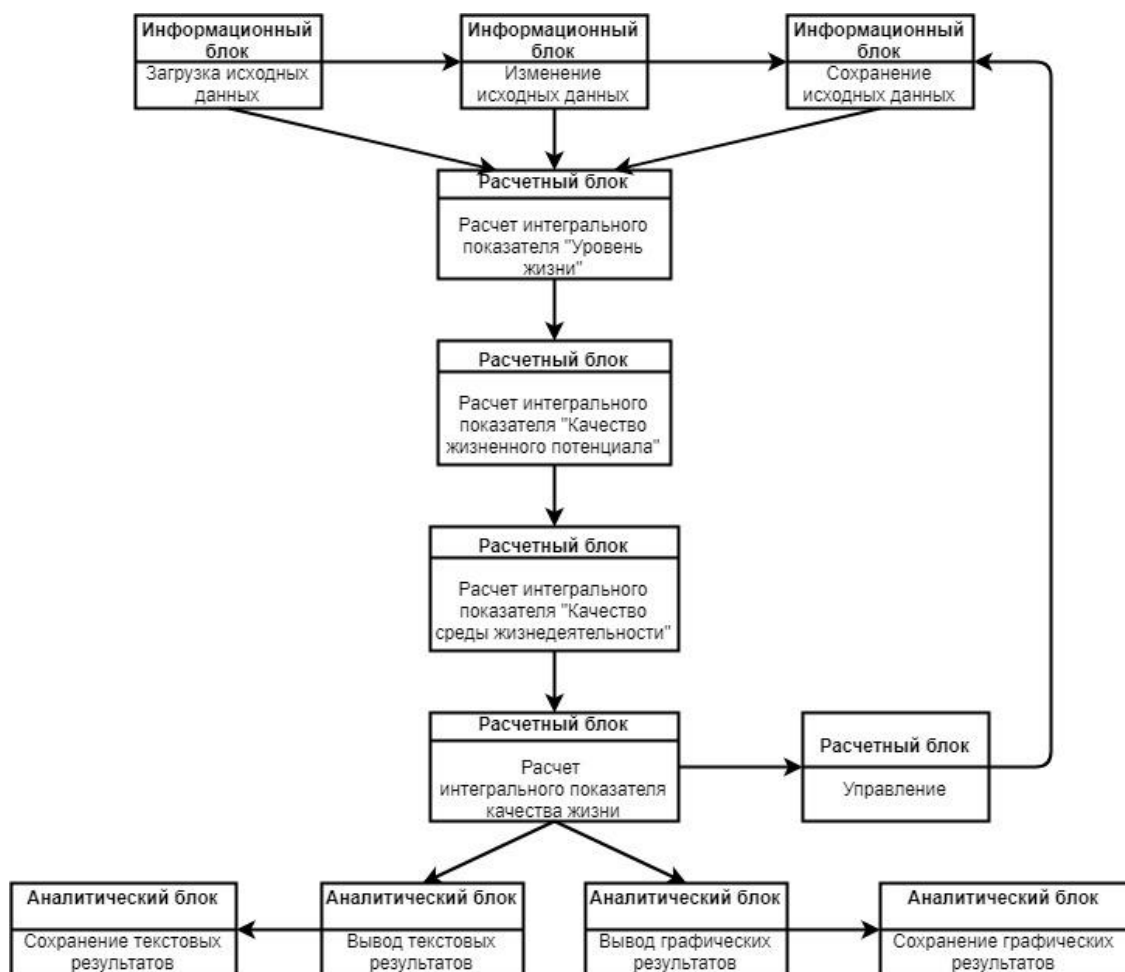 Информационный
блок
Загрузка исходных
данных
Информационный
блок
Изменение
исходных данных
Информационный
блок
Сохранение
исходных данных
Расчетный блок
Расчет интегрального
показателя "Уровень
жизни"
Расчетный блок
Расчет интегрального
показателя "Качество
жизненного потенциала"
Расчетный блок
Расчет интегрального
показателя "Качество
среды жизнедеятельности"
Расчетный блок
Расчет
интегрального показателя
качества жизни
Расчетный блок
Управление
Аналитический блок
Сохранение текстовых
результатов
Аналитический блок
Вывод текстовых
результатов
Аналитический блок
Вывод графических
результатов
Аналитический блок
Сохранение графических
результатов